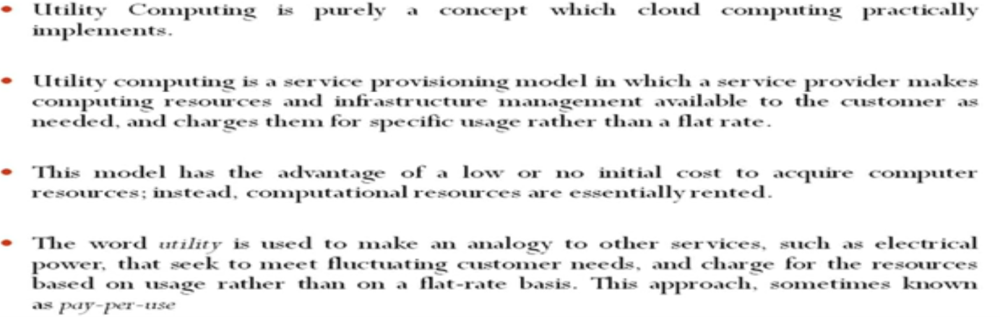 • Utility Computing is purely a concept which cloud computing practically
implements.
• Utility computing is a service provisioning model in which a service provider makes
computing resources and infrastructure management available to the customer as
needed, and charges them for specific usage rather than a flat rate.
• This model has the advantage of a low or no initial cost to acquire computer
resources; instead, computational resources are essentially rented.
• The word utility is used to make an analogy to other services, such as electrical
power, that seek to meet fluctuating customer needs, and charge for the resources
based on usage rather than on a flat-rate basis. This approach, sometimes known
as pay-per-use